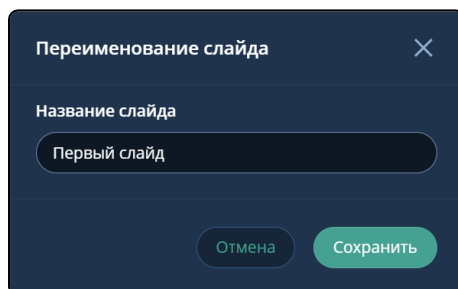 Переименование слайда
Название слайда
Первый слайд
Отмена Сохранить